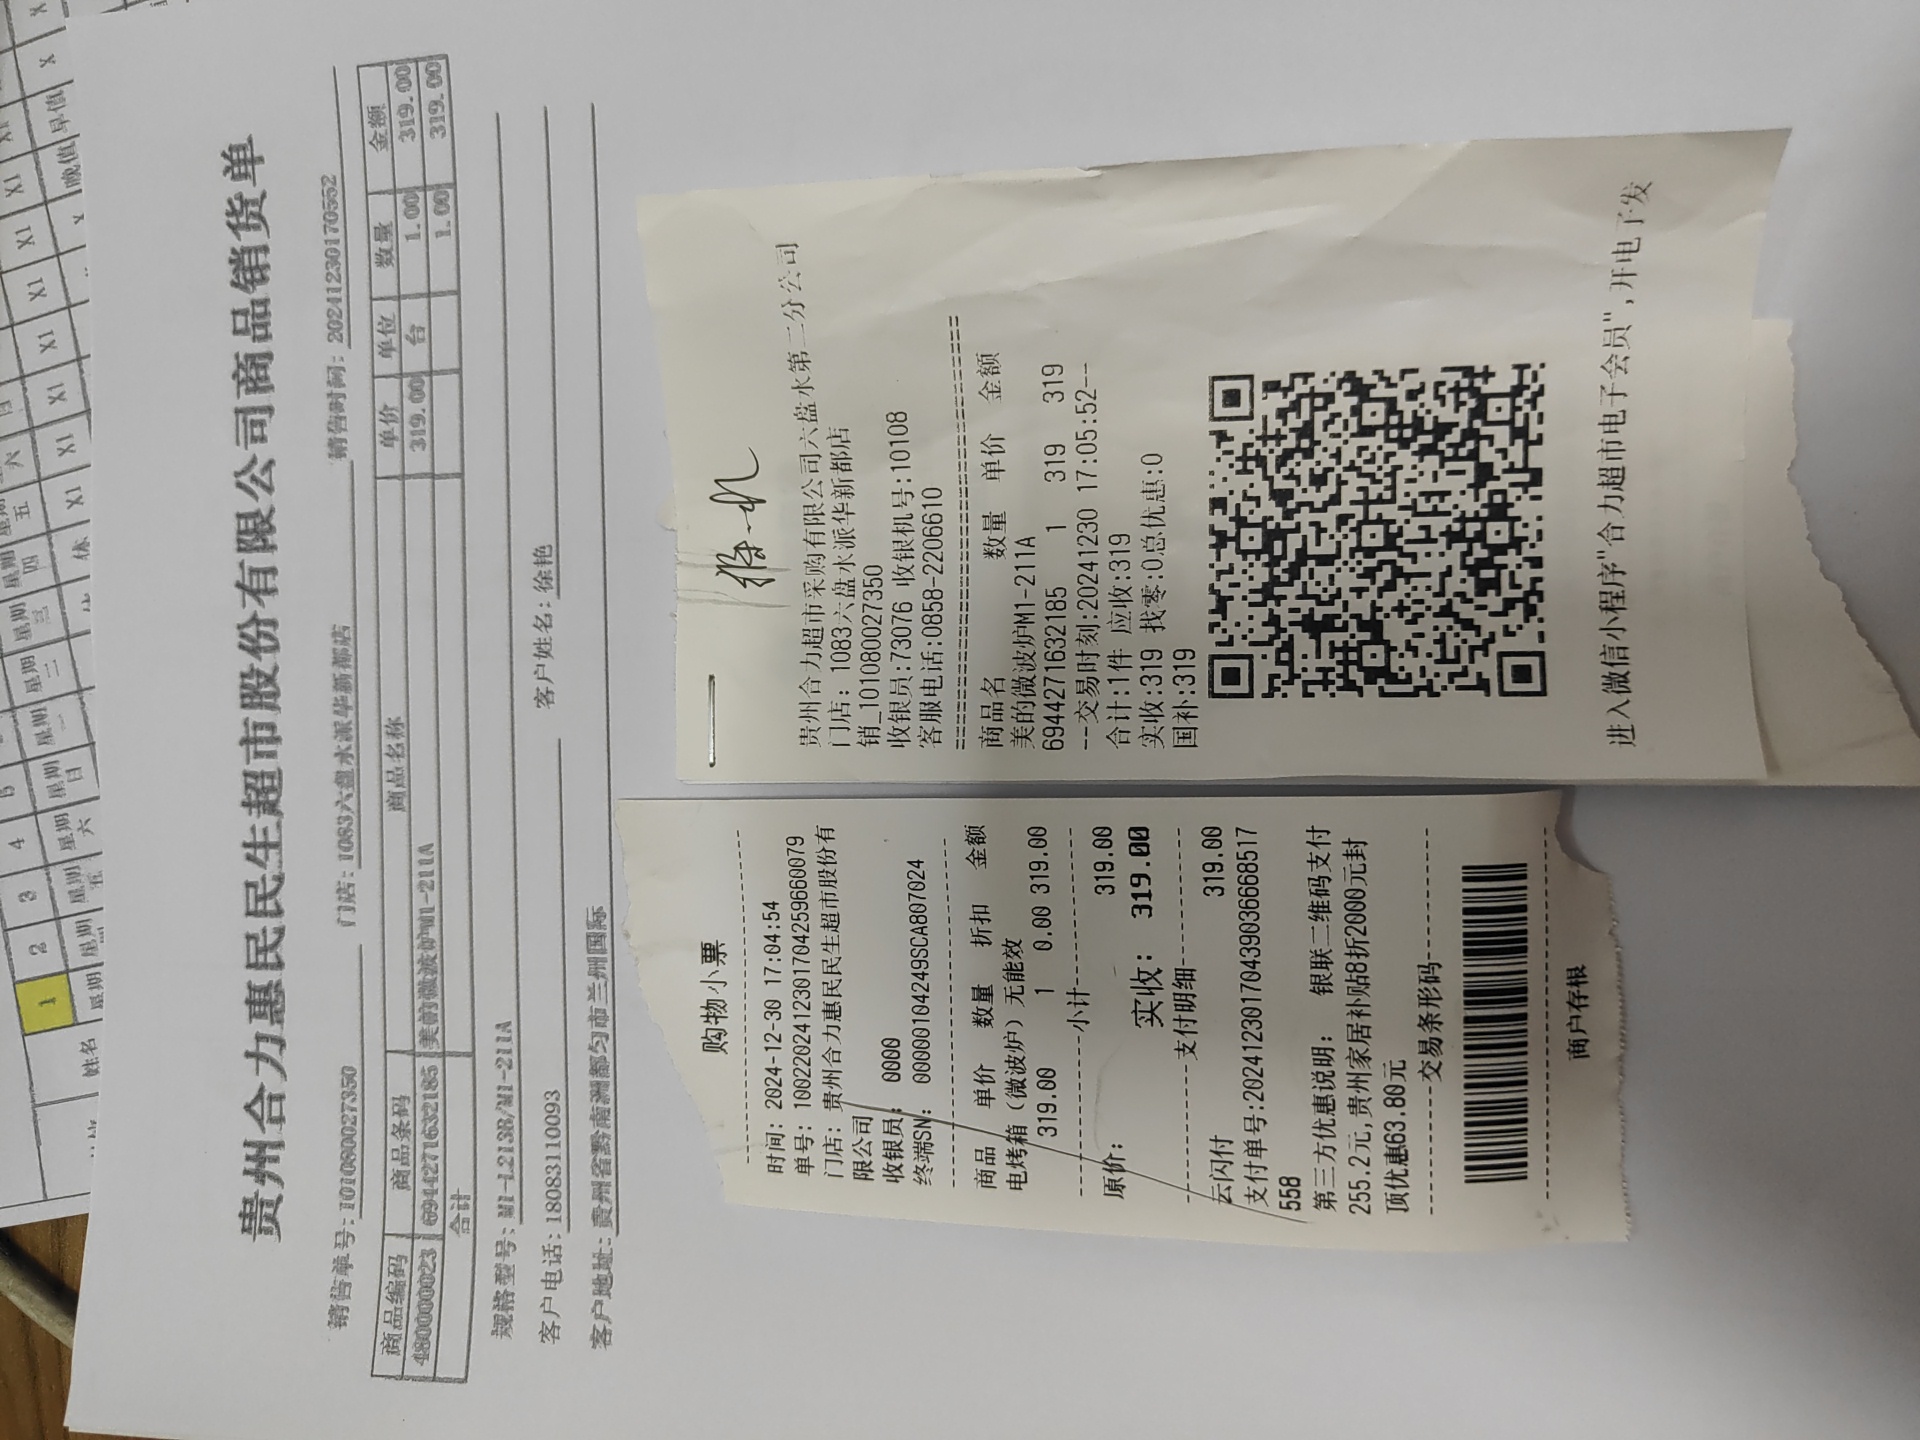 贵州合力惠民民生超市股份有限公司商品销货单
销售单号:1010800027350 门店:1083六盘水派华新都店 销售时间:20241230170552
商品编码 商品条码 商品名称 单价 单位 数量 金额
4800000023 6944271632185 美的微波炉M1-211A 319.00 台 1.00 319.00
合计 1.00 319.00
规格型号:M1-L213B/M1-211A
客户电话:18083110093 客户姓名:徐艳
客户地址:贵州省黔南洲都匀市兰州国际
购物小票
时间: 2024-12-30 17:04:54
单号: 10022024123017042596660079
门店: 贵州合力惠民民生超市股份有
限公司
收银员: 0000
终端SN: 00000104249SCA807024
商品 单价 数量 折扣 金额
电烤箱(微波炉)无能效
319.00 1 0.00 319.00
小计
原价: 319.00
实收: 319.00
支付明细
云闪付 319.00
支付单号:20241230170439036668517
558
第三方优惠说明: 银联二维码支付
255.2元,贵州家居补贴8折2000元封
顶优惠63.80元
交易条形码
商户存根
贵州合力超市采购有限公司六盘水第二分公司
门店: 1083六盘水派华新都店
销_1010800027350
收银员:73076 收银机号:10108
客服电话:0858-2206610
商品名 数量 单价 金额
美的微波炉M1-211A
6944271632185 1 319 319
---交易时刻:20241230 17:05:52--
合计:1件 应收:319
实收:319 找零:0总优惠:0
国补:319
进入微信小程序"合力超市电子会员",开电子发